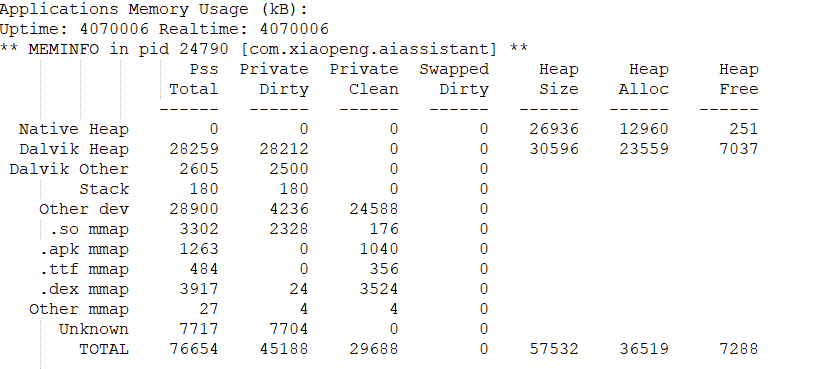 Applications Memory Usage (kB):
Uptime: 4070006 Realtime: 4070006
** MEMINFO in pid 24790 [com.xiaopeng.aiassistant] **
Pss Private Private Swapped Heap Heap Heap
Total Dirty Clean Dirty Size Alloc Free
------ ------ ------ ------ ------ ------ ------
Native Heap 0 0 0 0 26936 12960 251
Dalvik Heap 28259 28212 0 0 30596 23559 7037
Dalvik Other 2605 2500 0 0
Stack 180 180 0 0
Other dev 28900 4236 24588 0
.so mmap 3302 2328 176 0
.apk mmap 1263 0 1040 0
.ttf mmap 484 0 356 0
.dex mmap 3917 24 3524 0
Other mmap 27 4 4 0
Unknown 7717 7704 0 0
TOTAL 76654 45188 29688 0 57532 36519 7288